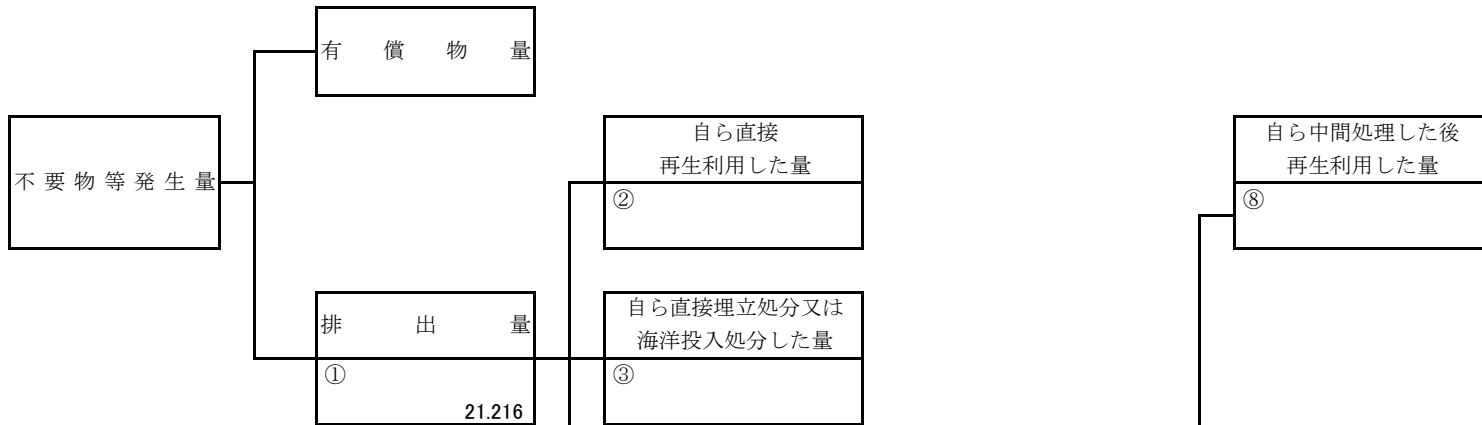 有償物量
不要物等発生量
自ら直接
再生利用した量
②
自ら中間処理した後
再生利用した量
⑧
排出量
①
21.216
自ら直接埋立処分又は
海洋投入処分した量
③